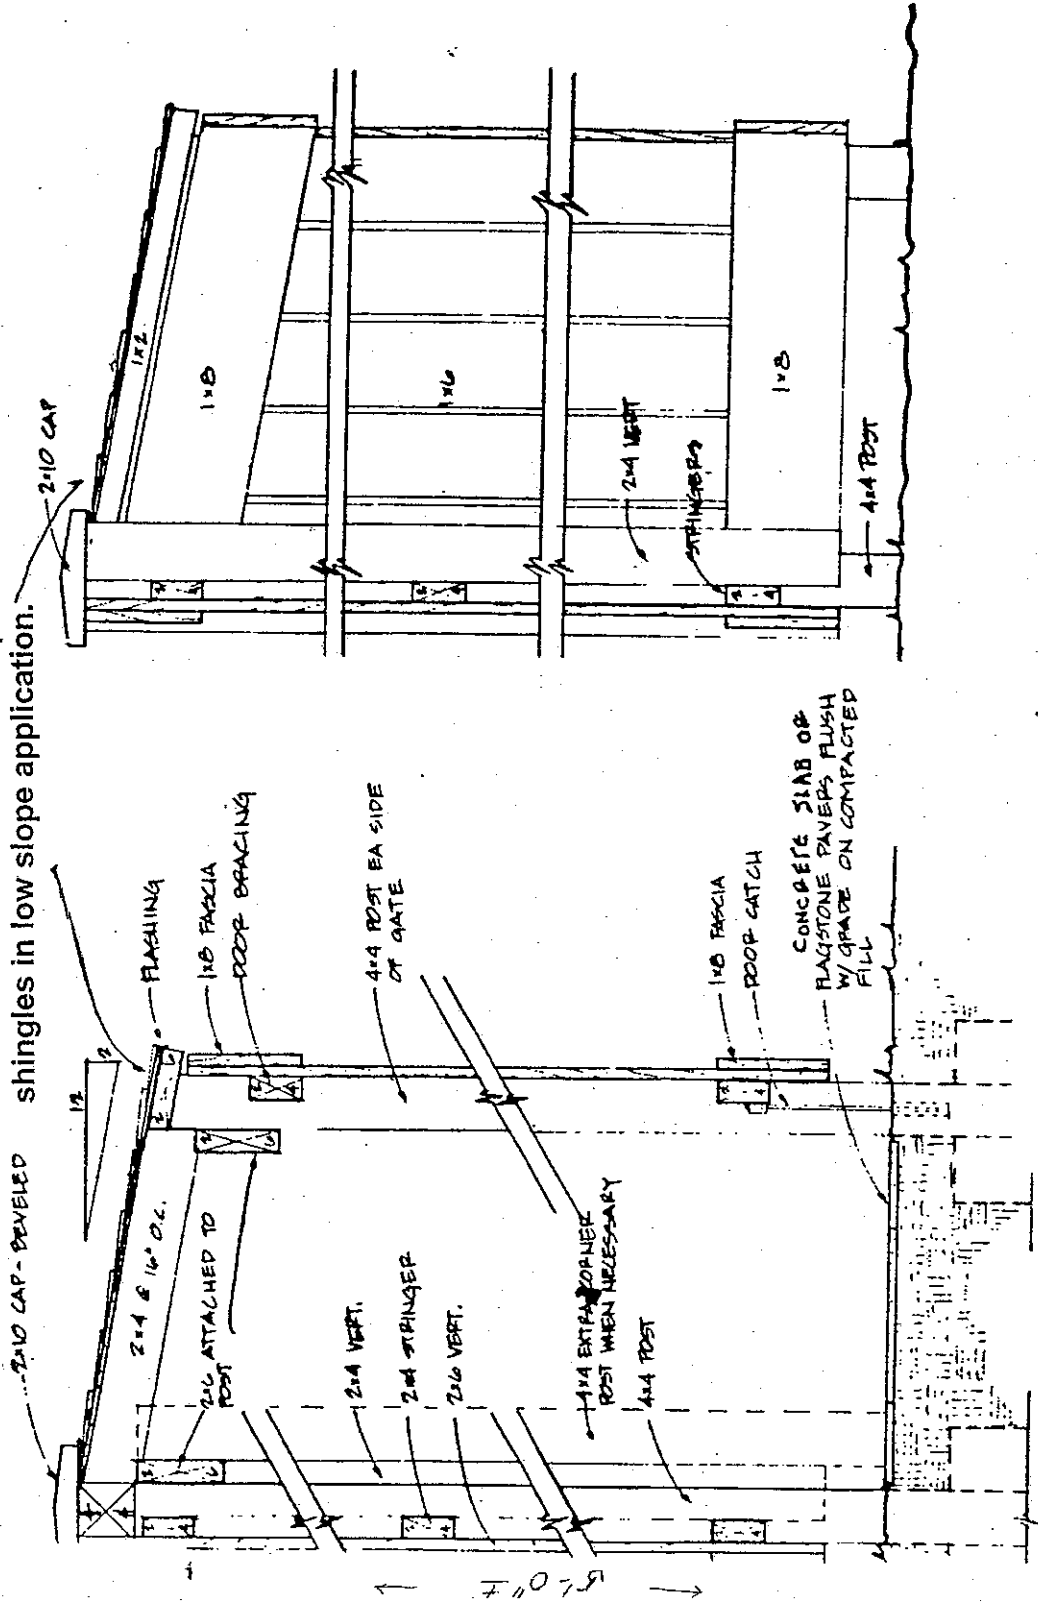 shingles in low slope application.
2x10 CAP - BEVELED
12
2
FLASHING
1x8 FASCIA
DOOR BRACING
2x4 @ 16" O.C.
2x6 ATTACHED TO
POST
4x4 POST EA SIDE
OF GATE
2x4 VERT.
2x4 STRINGER
2x6 VERT.
4x4 EXTRA CORNER
POST WHEN NECESSARY
4x4 POST
1x8 FASCIA
DOOR CATCH
CONCRETE SLAB OR
FLAGSTONE PAVERS FLUSH
W/ GRADE ON COMPACTED
FILL
5'-0" ±
2x10 CAP
1x2
1x8
1x6
2x4 VERT
STRINGERS
1x8
4x4 POST